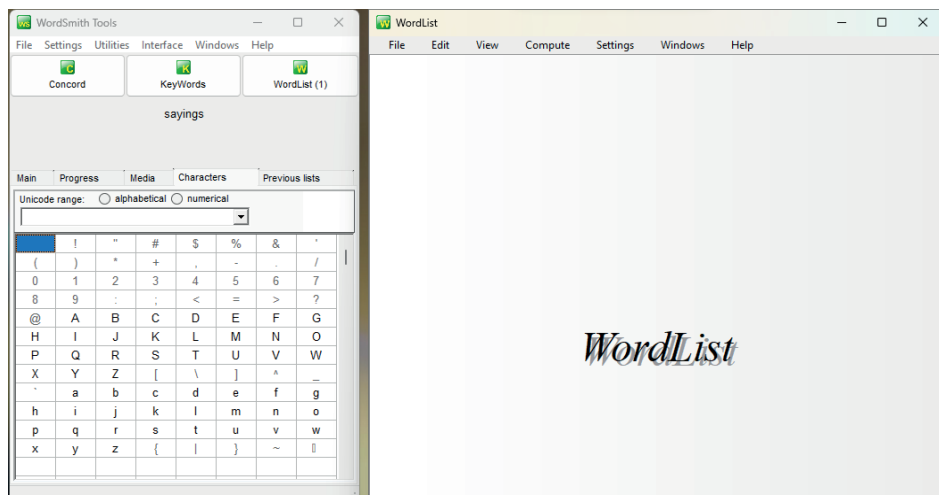 WordSmith Tools
File Settings Utilities Interface Windows Help
Concord KeyWords WordList (1)
sayings
Main Progress Media Characters Previous lists
Unicode range: alphabetical numerical
! " # $ % & '
( ) * + , - . /
0 1 2 3 4 5 6 7
8 9 : ; < = > ?
@ A B C D E F G
H I J K L M N O
P Q R S T U V W
X Y Z [ \ ] ^ _
` a b c d e f g
h i j k l m n o
p q r s t u v w
x y z { | } ~
WordList
File Edit View Compute Settings Windows Help
WordList